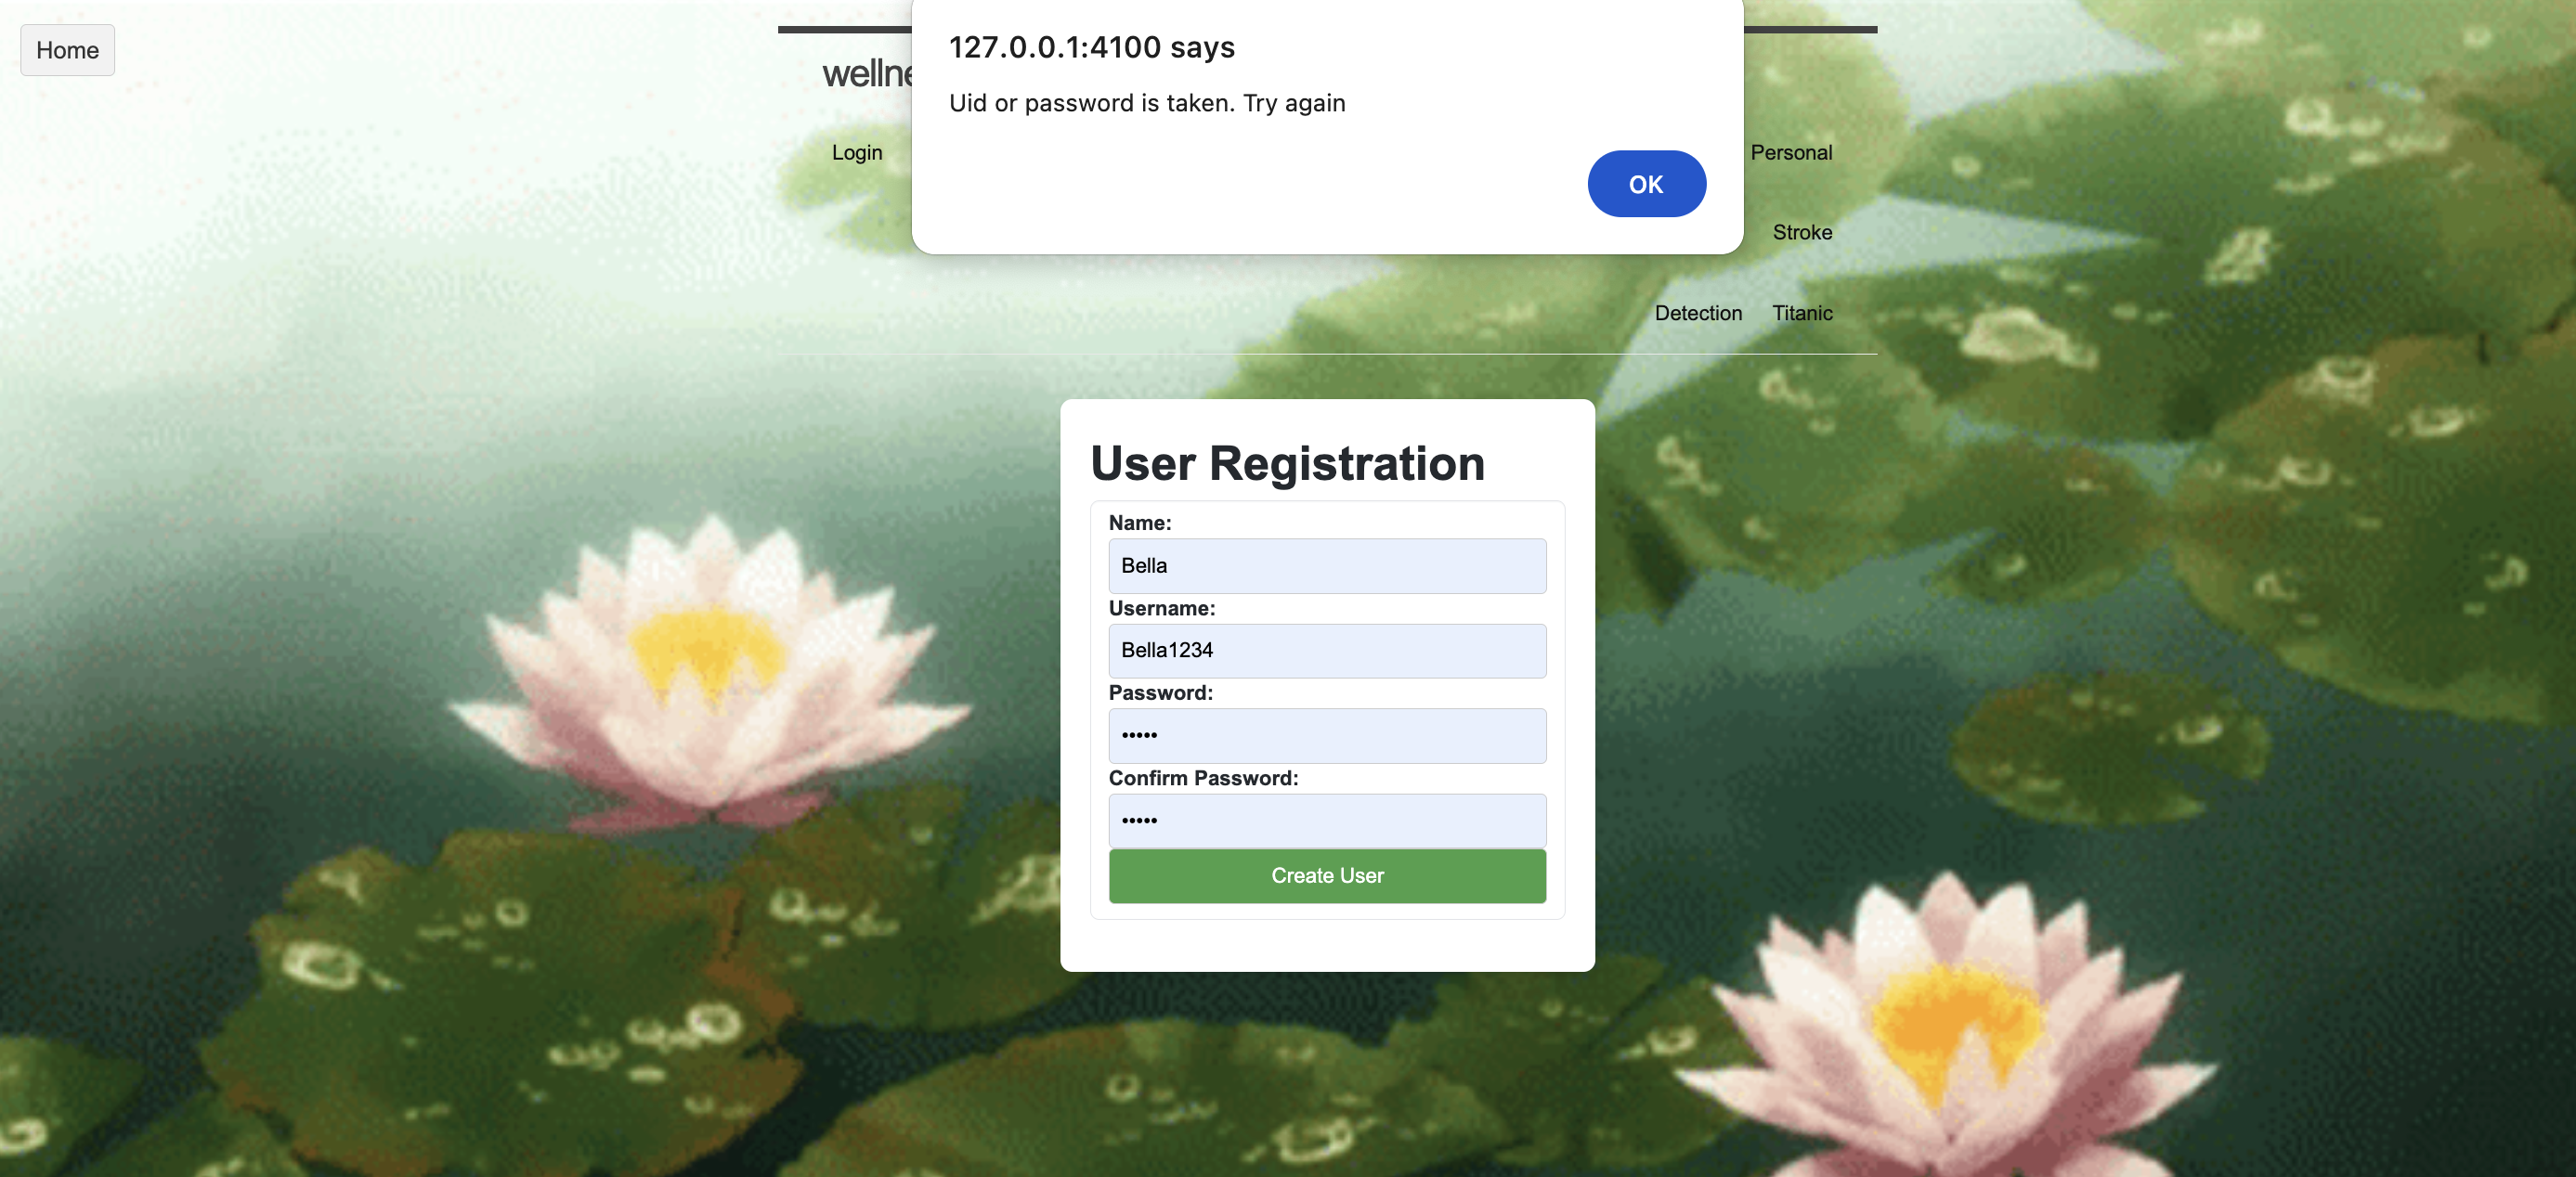 Home
127.0.0.1:4100 says
Uid or password is taken. Try again
OK
Login
Personal
Stroke
Detection Titanic
User Registration
Name:
Bella
Username:
Bella1234
Password:
•••••
Confirm Password:
•••••
Create User